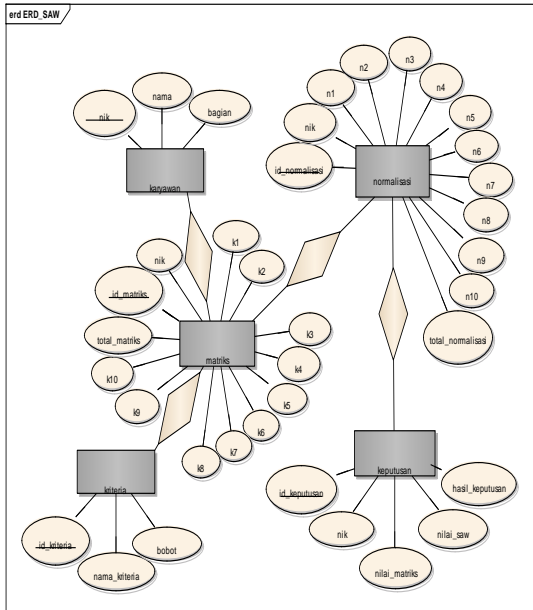 erd ERD_SAW
nik
nama
bagian
karyawan
id_normalisasi
nik
n1
n2
n3
n4
n5
n6
n7
n8
n9
n10
total_normalisasi
normalisasi
nik
k1
k2
id_matriks
total_matriks
k10
k9
k8
k7
k6
k5
k4
k3
matriks
kriteria
id_kriteria
nama_kriteria
bobot
keputusan
id_keputusan
nik
nilai_matriks
nilai_saw
hasil_keputusan